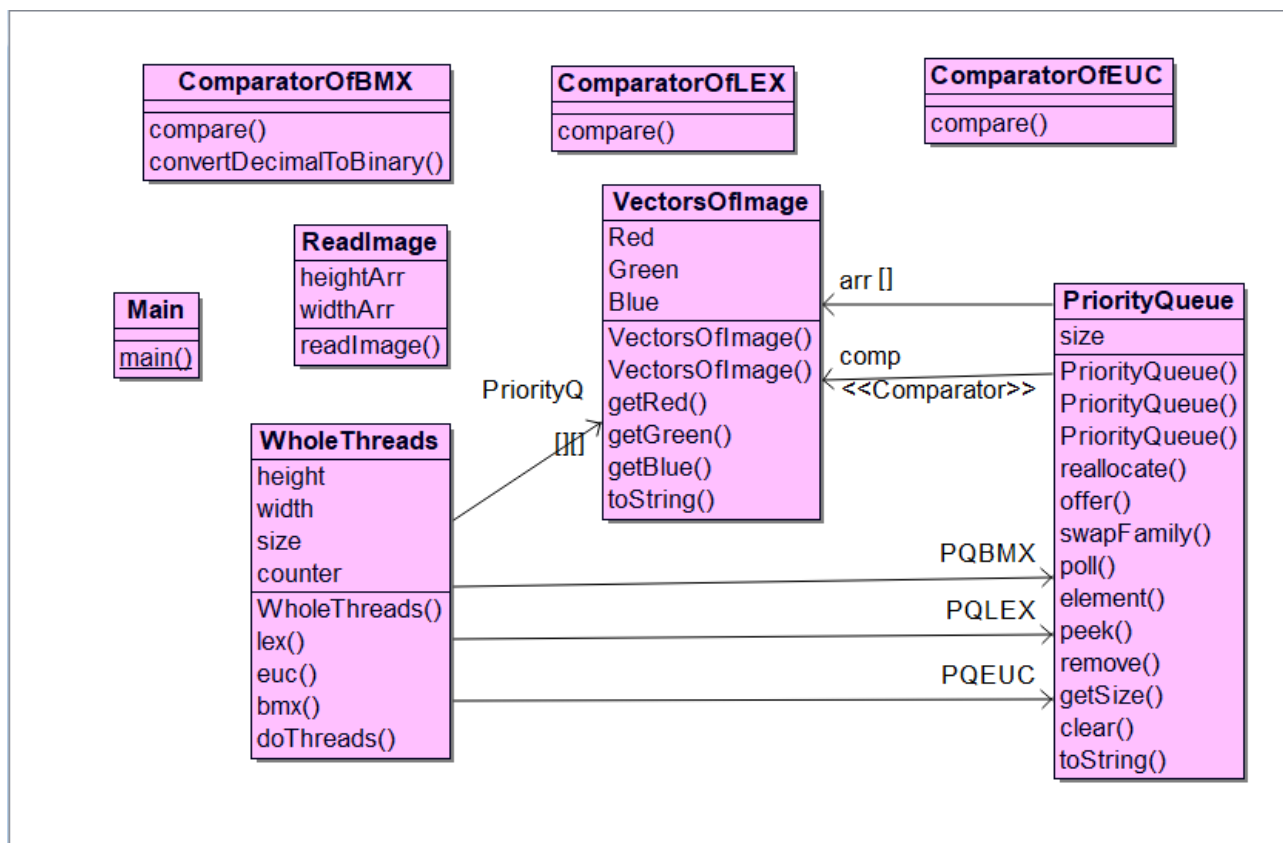 ComparatorOfBMX
compare()
convertDecimalToBinary()
ComparatorOfLEX
compare()
ComparatorOfEUC
compare()
VectorsOfImage
Red
Green
Blue
VectorsOfImage()
VectorsOfImage()
getRed()
getGreen()
getBlue()
toString()
ReadImage
heightArr
widthArr
readImage()
Main
main()
arr []
comp
<<Comparator>>
PriorityQ
[][]
PriorityQueue
size
PriorityQueue()
PriorityQueue()
PriorityQueue()
reallocate()
offer()
swapFamily()
poll()
element()
peek()
remove()
getSize()
clear()
toString()
WholeThreads
height
width
size
counter
WholeThreads()
lex()
euc()
bmx()
doThreads()
PQBMX
PQLEX
PQEUC